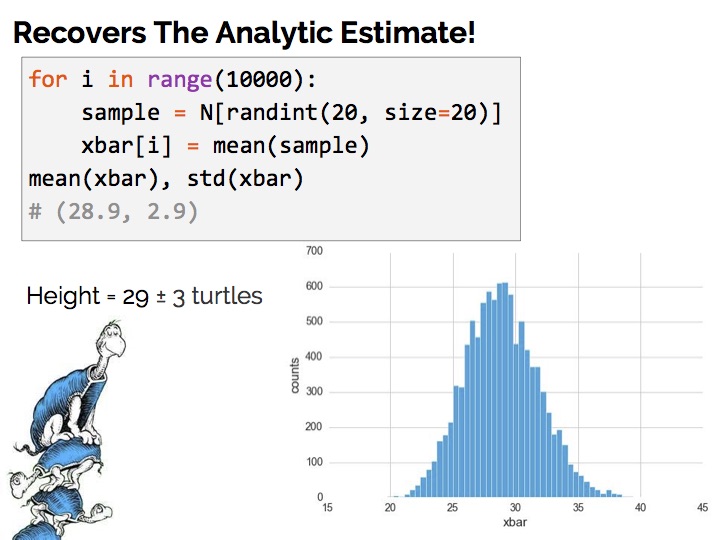 Recovers The Analytic Estimate!
for i in range(10000):
    sample = N[randint(20, size=20)]
    xbar[i] = mean(sample)
mean(xbar), std(xbar)
# (28.9, 2.9)
Height = 29 ± 3 turtles
700
600
500
400
300
200
100
0
counts
15 20 25 30 35 40 45
xbar